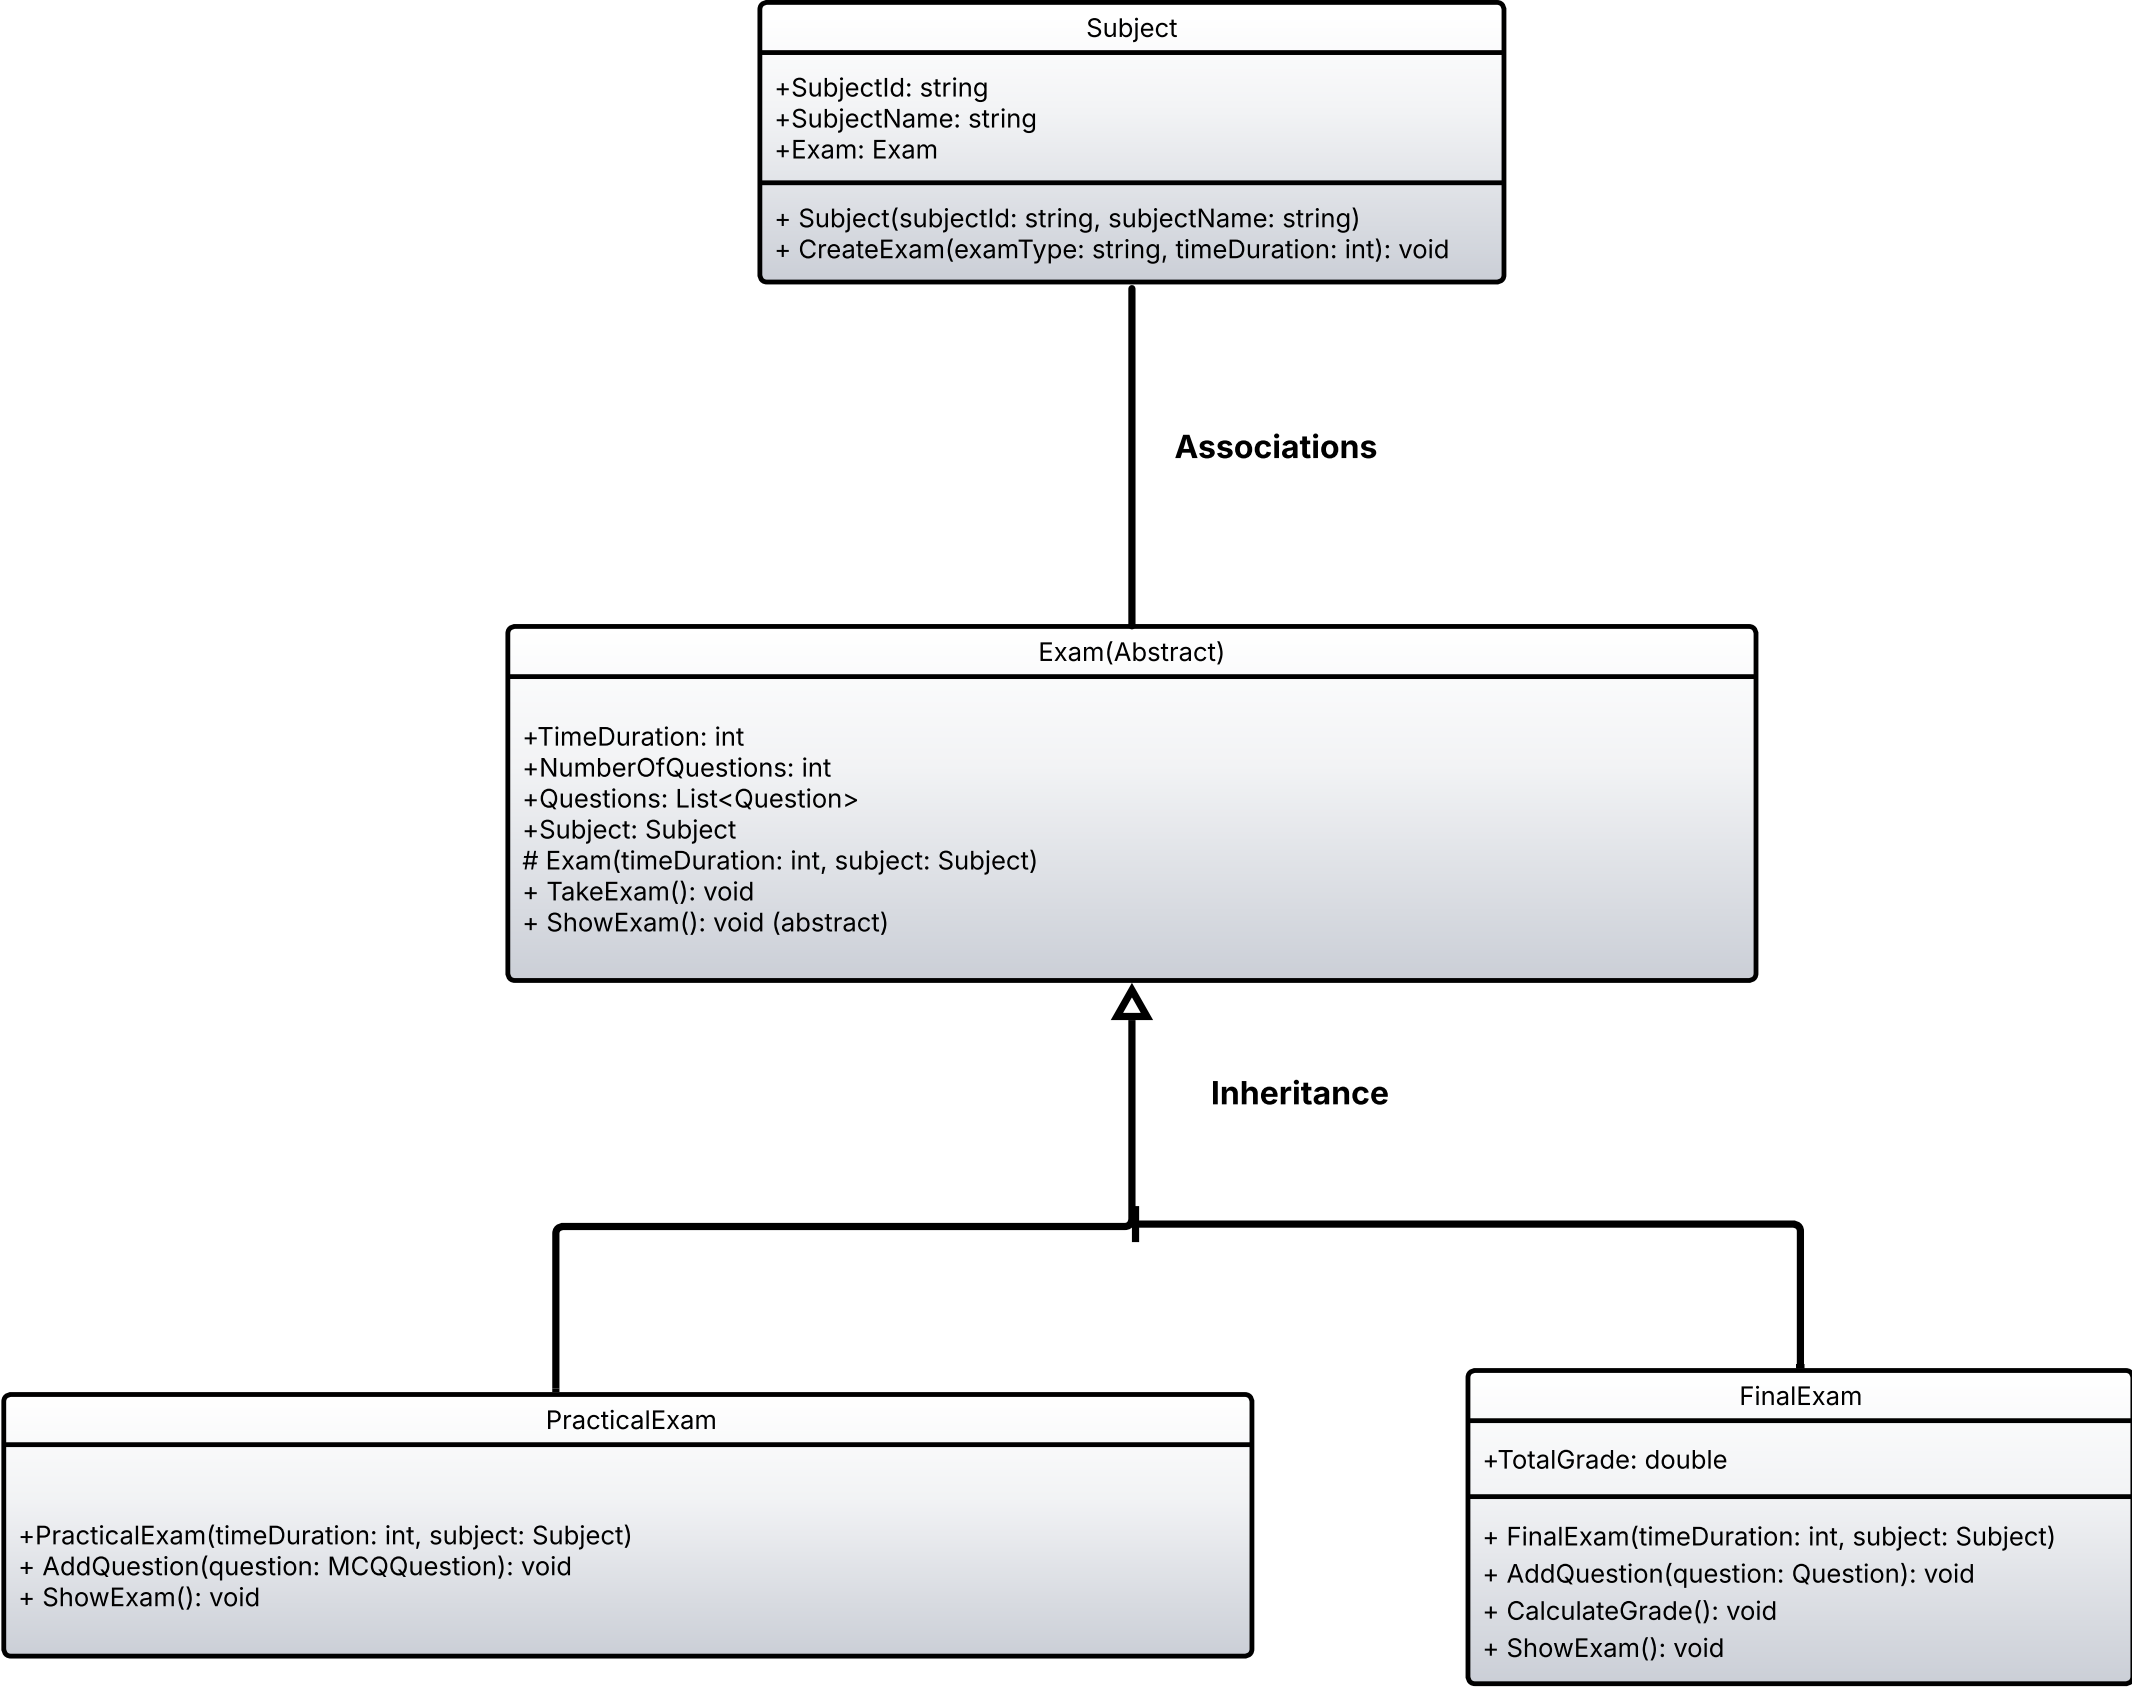 Subject
+SubjectId: string
+SubjectName: string
+Exam: Exam
+ Subject(subjectId: string, subjectName: string)
+ CreateExam(examType: string, timeDuration: int): void
Associations
Exam(Abstract)
+TimeDuration: int
+NumberOfQuestions: int
+Questions: List<Question>
+Subject: Subject
# Exam(timeDuration: int, subject: Subject)
+ TakeExam(): void
+ ShowExam(): void (abstract)
Inheritance
PracticalExam
+PracticalExam(timeDuration: int, subject: Subject)
+ AddQuestion(question: MCQQuestion): void
+ ShowExam(): void
FinalExam
+TotalGrade: double
+ FinalExam(timeDuration: int, subject: Subject)
+ AddQuestion(question: Question): void
+ CalculateGrade(): void
+ ShowExam(): void